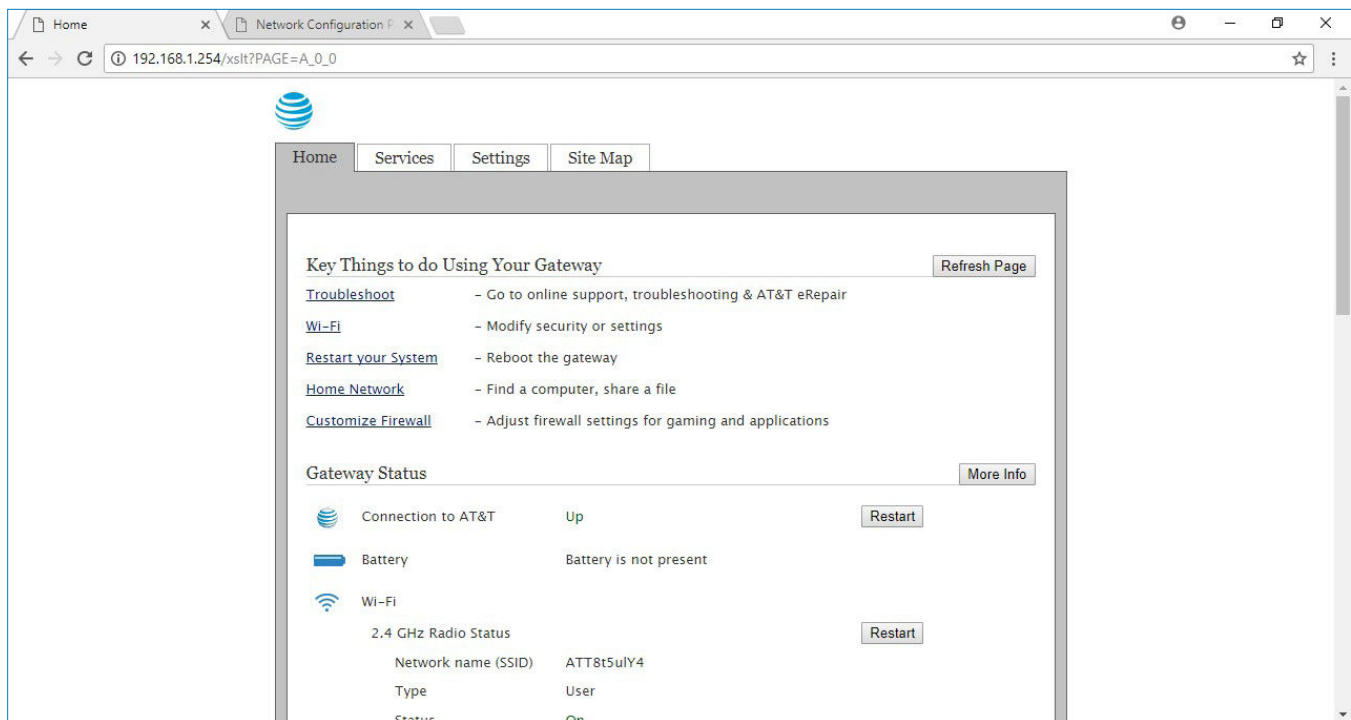 Home
Network Configuration P
192.168.1.254/xslt?PAGE=A_0_0
Home Services Settings Site Map
Key Things to do Using Your Gateway Refresh Page
Troubleshoot – Go to online support, troubleshooting & AT&T eRepair
Wi-Fi – Modify security or settings
Restart your System – Reboot the gateway
Home Network – Find a computer, share a file
Customize Firewall – Adjust firewall settings for gaming and applications
Gateway Status More Info
Connection to AT&T Up Restart
Battery Battery is not present
Wi-Fi
2.4 GHz Radio Status Restart
Network name (SSID) ATT8t5ulY4
Type User
Status On